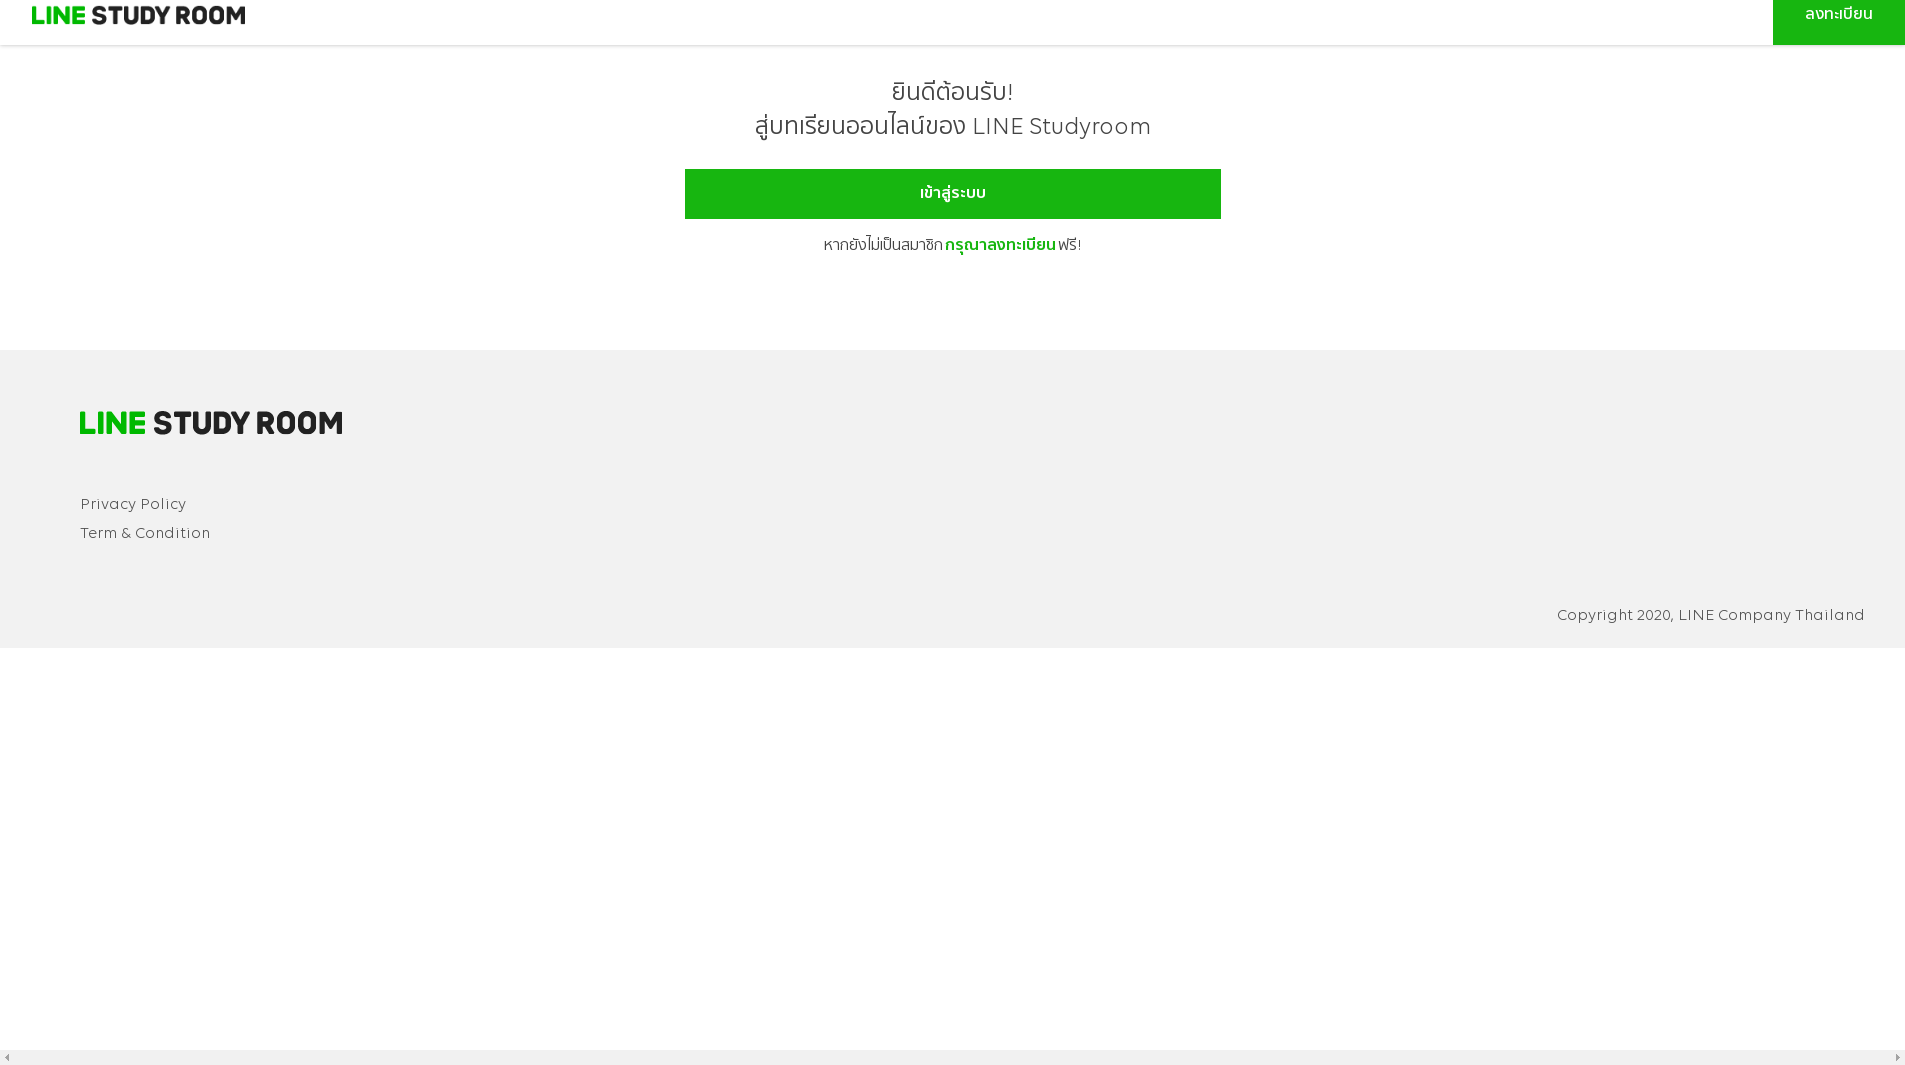 LINE STUDY ROOM
ลงทะเบียน
ยินดีต้อนรับ!
สู่บทเรียนออนไลน์ของ LINE Studyroom
เข้าสู่ระบบ
หากยังไม่เป็นสมาชิก กรุณาลงทะเบียน ฟรี!
LINE STUDY ROOM
Privacy Policy
Term & Condition
Copyright 2020, LINE Company Thailand